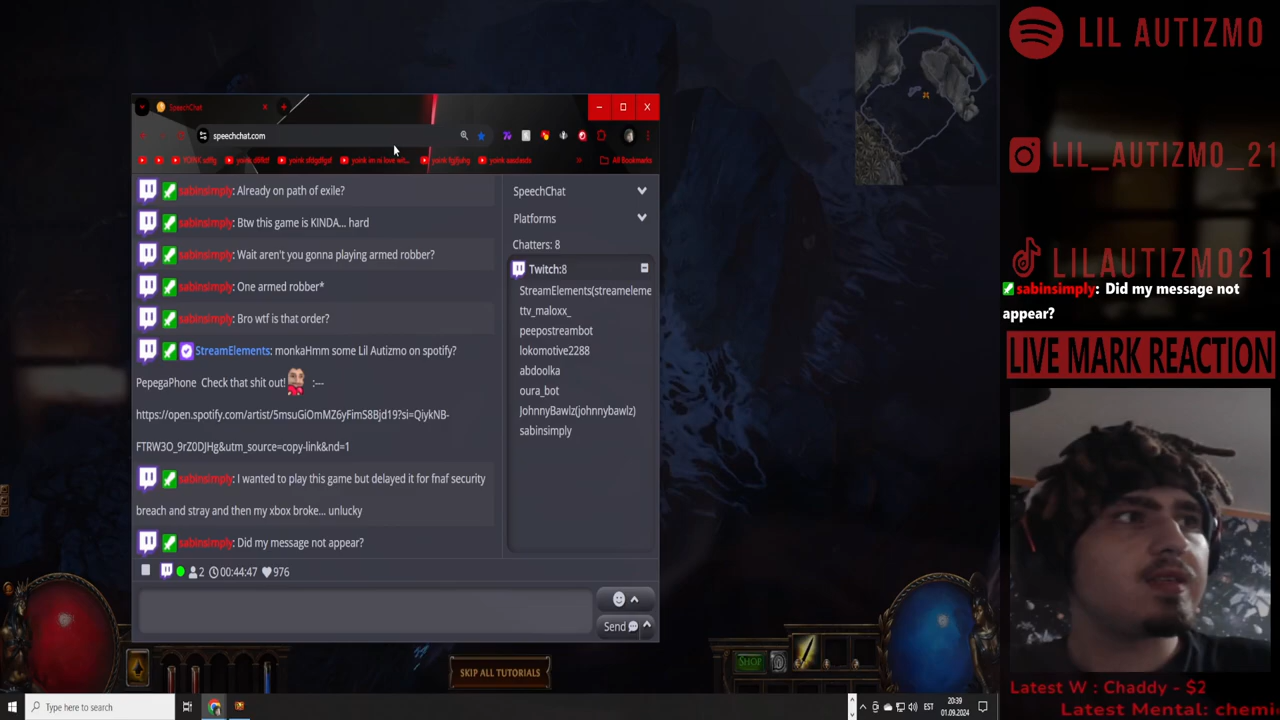 LIL AUTIZMO
LIL_AUTIZMO_21
LILAUTIZMO21
sabinsimply: Did my message not
appear?
LIVE MARK REACTION
Latest W : Chaddy - $2
Latest Mental: chemi
SpeechChat
speechchat.com
All Bookmarks
sabinsimply: Already on path of exile?
sabinsimply: Btw this game is KINDA... hard
sabinsimply: Wait aren't you gonna playing armed robber?
sabinsimply: One armed robber*
sabinsimply: Bro wtf is that order?
StreamElements: monkaHmm some Lil Autizmo on spotify?
PepegaPhone Check that shit out! :---
https://open.spotify.com/artist/5msuGiOmMZ6yFimS8Bjd19?si=QiykNB-
FTRW3O_9rZ0DJHg&utm_source=copy-link&nd=1
sabinsimply: I wanted to play this game but delayed it for fnaf security
breach and stray and then my xbox broke... unlucky
sabinsimply: Did my message not appear?
2 00:44:47 976
SpeechChat
Platforms
Chatters: 8
Twitch:8
StreamElements(streameleme
ttv_maloxx_
peepostreambot
lokomotive2288
abdoolka
oura_bot
JohnnyBawlz(johnnybawlz)
sabinsimply
Send
SHOP
SKIP ALL TUTORIALS
Type here to search
EST
20:39
01.09.2024